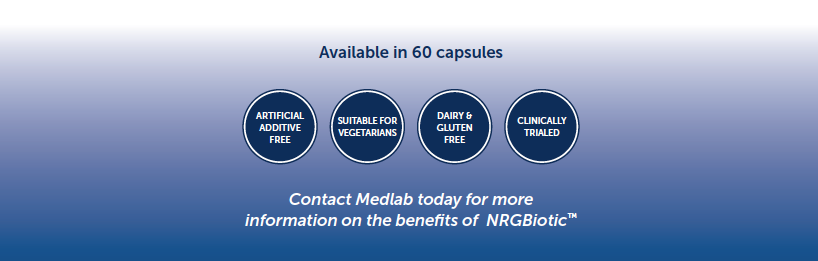 Available in 60 capsules
ARTIFICIAL
ADDITIVE
FREE
SUITABLE FOR
VEGETARIANS
DAIRY &
GLUTEN
FREE
CLINICALLY
TRIALED
Contact Medlab today for more
information on the benefits of NRGBiotic™